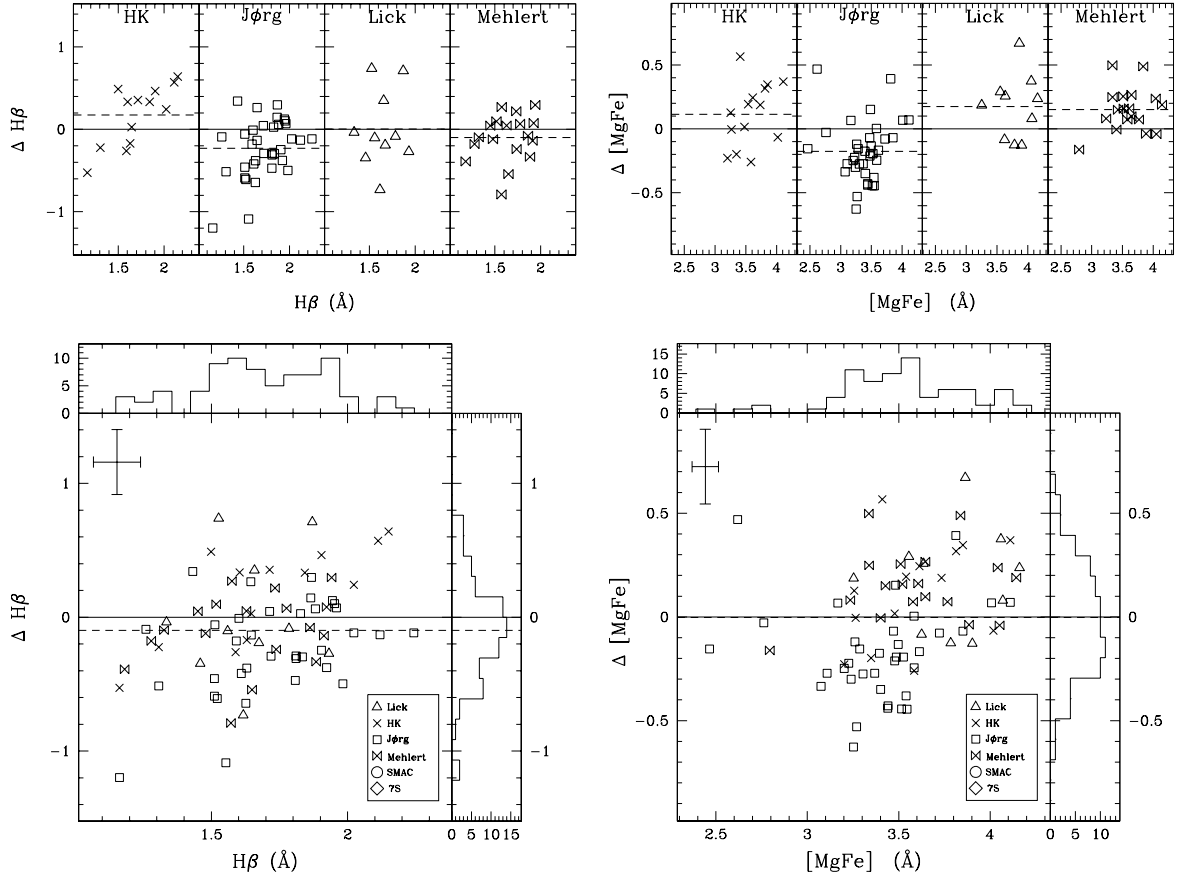 HK Jørg Lick Mehlert
1
0
−1
Δ Hβ
1.5 2 1.5 2 1.5 2 1.5 2
Hβ (Å)
HK Jørg Lick Mehlert
0.5
0
−0.5
Δ [MgFe]
2.5 3 3.5 4 2.5 3 3.5 4 2.5 3 3.5 4 2.5 3 3.5 4
[MgFe] (Å)
10
5
0
1
0
−1
Δ Hβ
1
0
−1
Lick
HK
Jørg
Mehlert
SMAC
7S
1.5 2
0 5 10 15
Hβ (Å)
15
10
5
0
0.5
0
−0.5
Δ [MgFe]
0.5
0
−0.5
Lick
HK
Jørg
Mehlert
SMAC
7S
2.5 3 3.5 4
0 5 10
[MgFe] (Å)